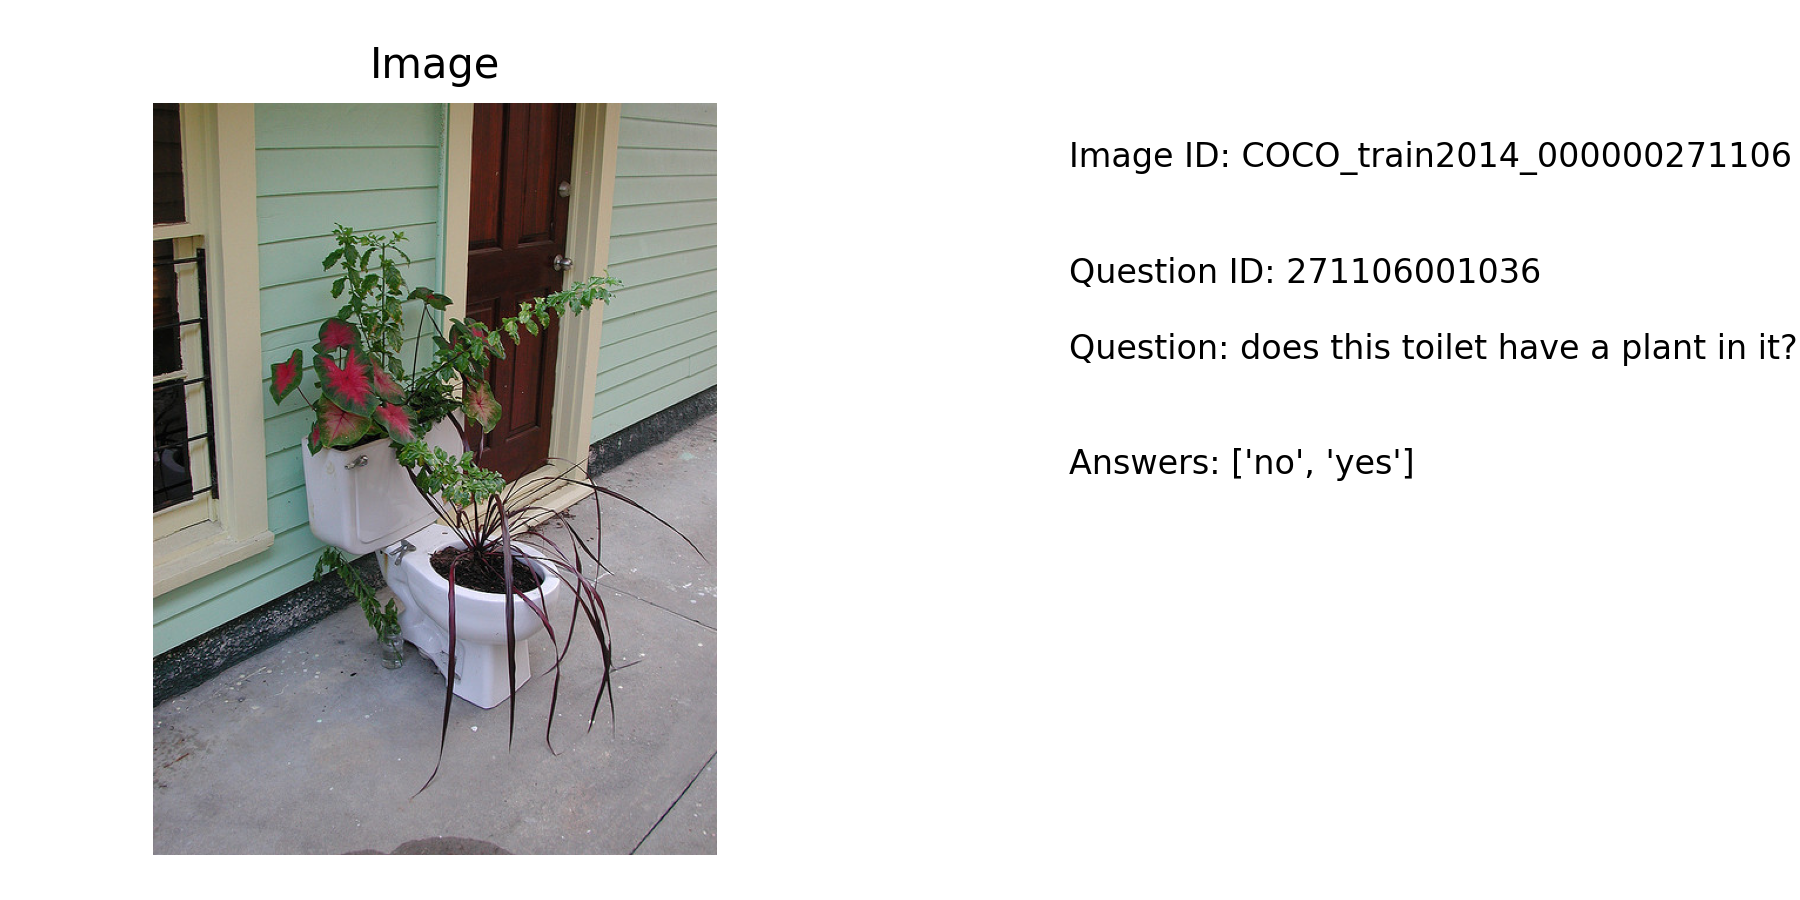 Image
Image ID: COCO_train2014_000000271106
Question ID: 271106001036
Question: does this toilet have a plant in it?
Answers: ['no', 'yes']